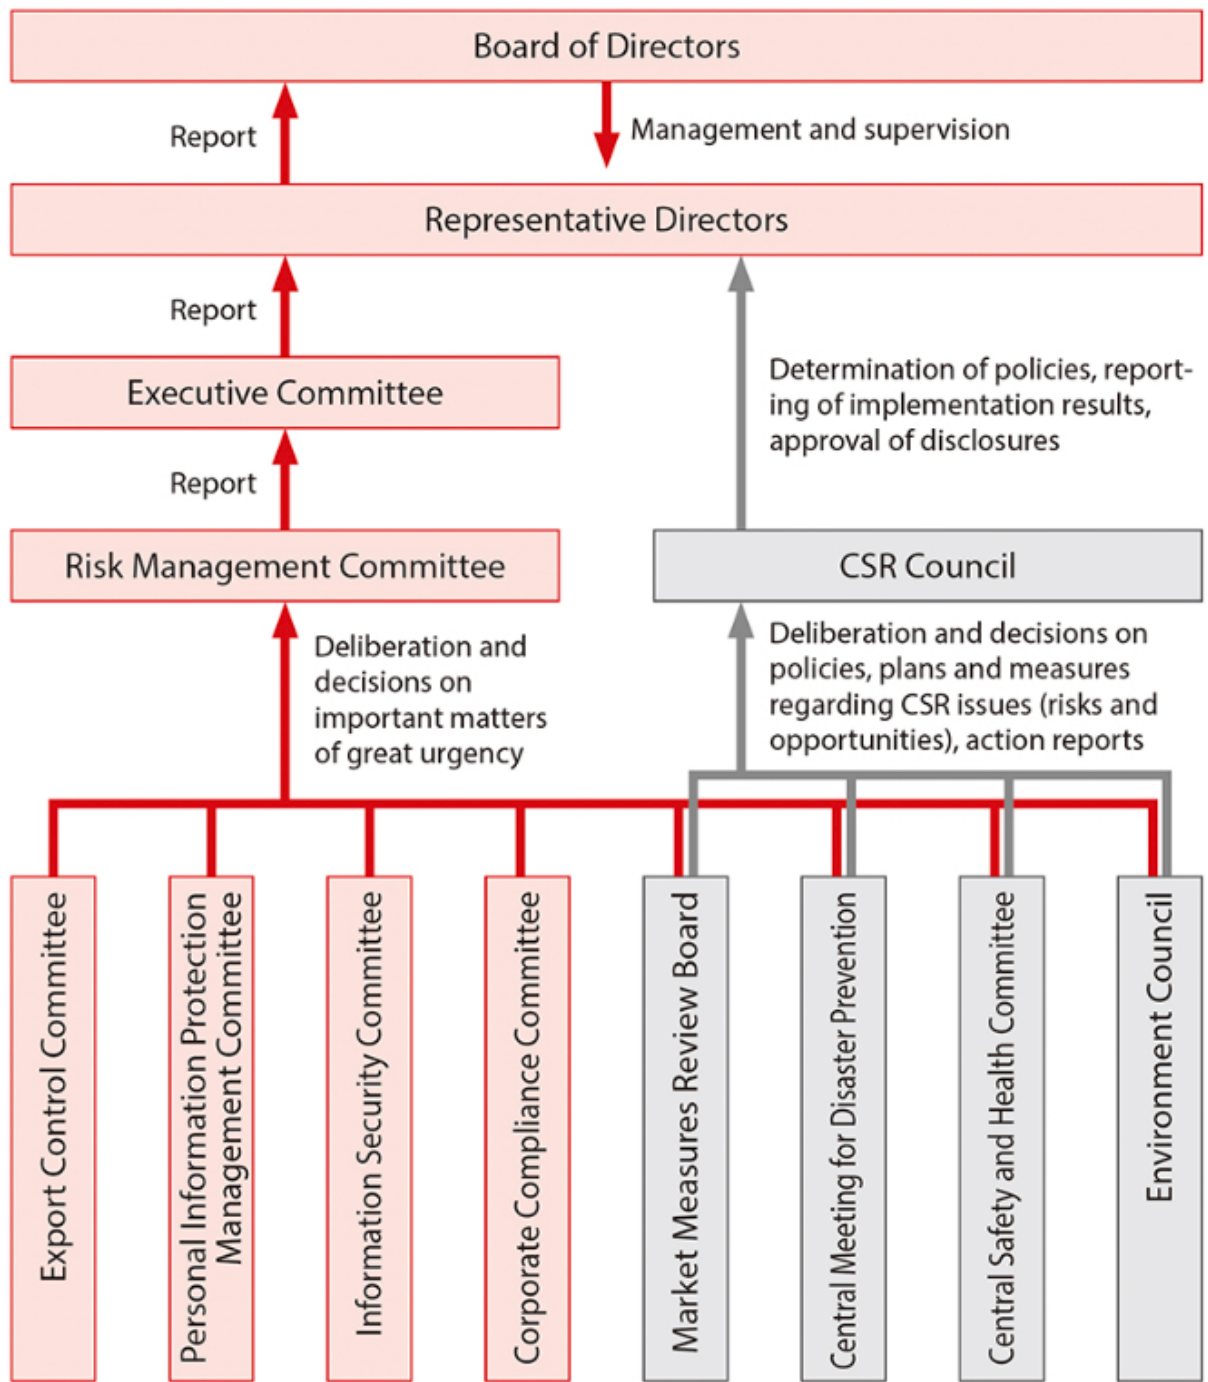 Board of Directors
Report
Management and supervision
Representative Directors
Report
Executive Committee
Determination of policies, report-
ing of implementation results,
approval of disclosures
Report
Risk Management Committee
CSR Council
Deliberation and
decisions on
important matters
of great urgency
Deliberation and decisions on
policies, plans and measures
regarding CSR issues (risks and
opportunities), action reports
Export Control Committee
Personal Information Protection
Management Committee
Information Security Committee
Corporate Compliance Committee
Market Measures Review Board
Central Meeting for Disaster Prevention
Central Safety and Health Committee
Environment Council